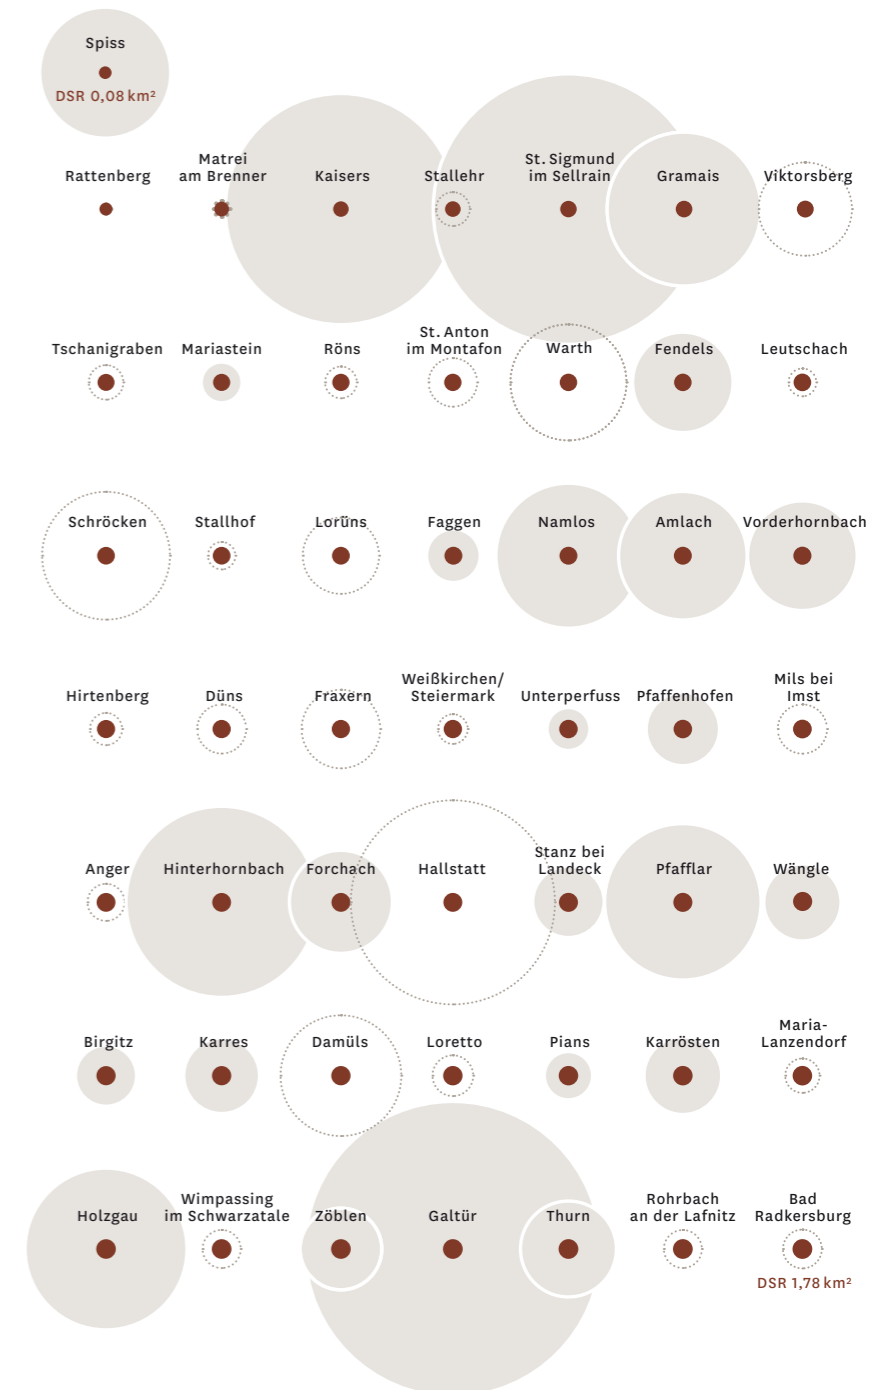 Spiss
DSR 0,08 km²
Rattenberg
Matrei
am Brenner
Kaisers
Stallehr
St. Sigmund
im Sellrain
Gramais
Viktorsberg
Tschanigraben
Mariastein
Röns
St. Anton
im Montafon
Warth
Fendels
Leutschach
Schröcken
Stallhof
Lorüns
Faggen
Namlos
Amlach
Vorderhornbach
Hirtenberg
Düns
Fraxern
Weißkirchen/
Steiermark
Unterperfuss
Pfaffenhofen
Mils bei
Imst
Anger
Hinterhornbach
Forchach
Hallstatt
Stanz bei
Landeck
Pfafflar
Wängle
Birgitz
Karres
Damüls
Loretto
Pians
Karrösten
Maria-
Lanzendorf
Holzgau
Wimpassing
im Schwarzatale
Zöblen
Galtür
Thurn
Rohrbach
an der Lafnitz
Bad
Radkersburg
DSR 1,78 km²